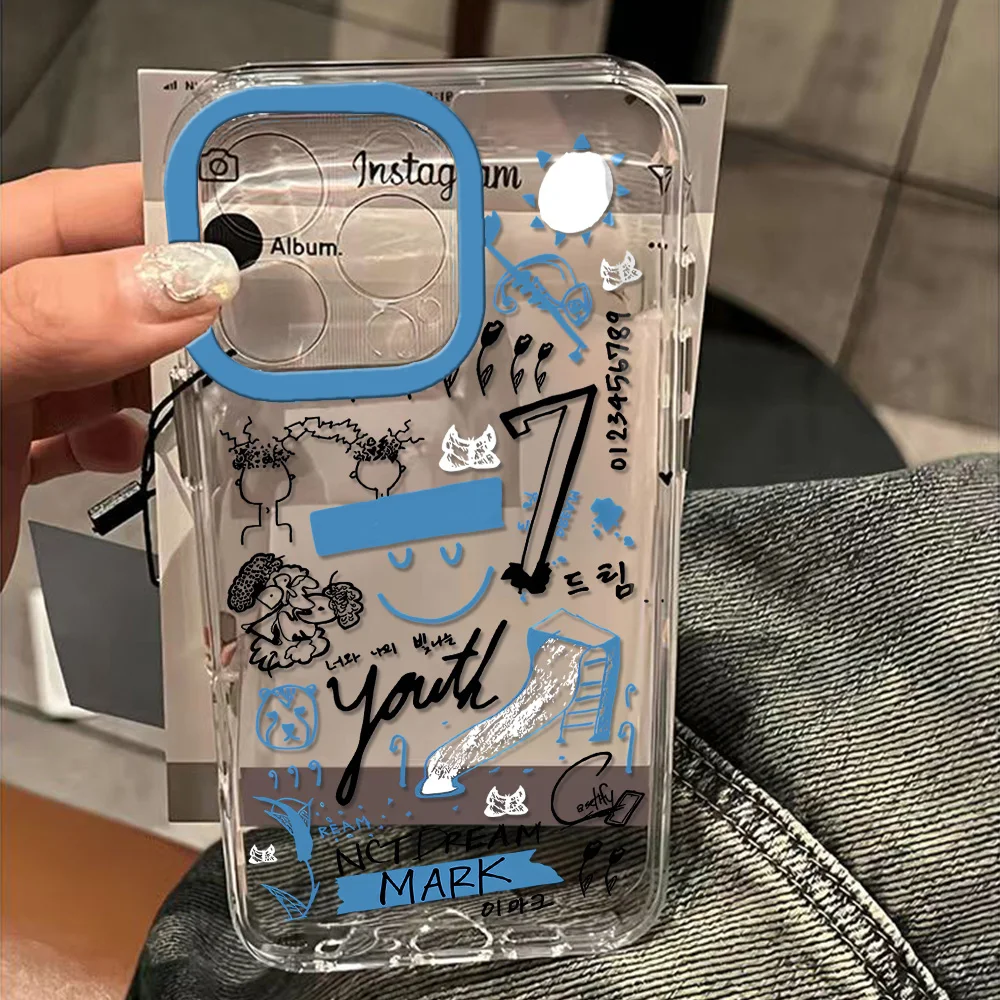 Instagram
Album.
0123456789
7
드림
너와 나의 빛나는
youth
REAM
NCT DREAM
MARK
이마크